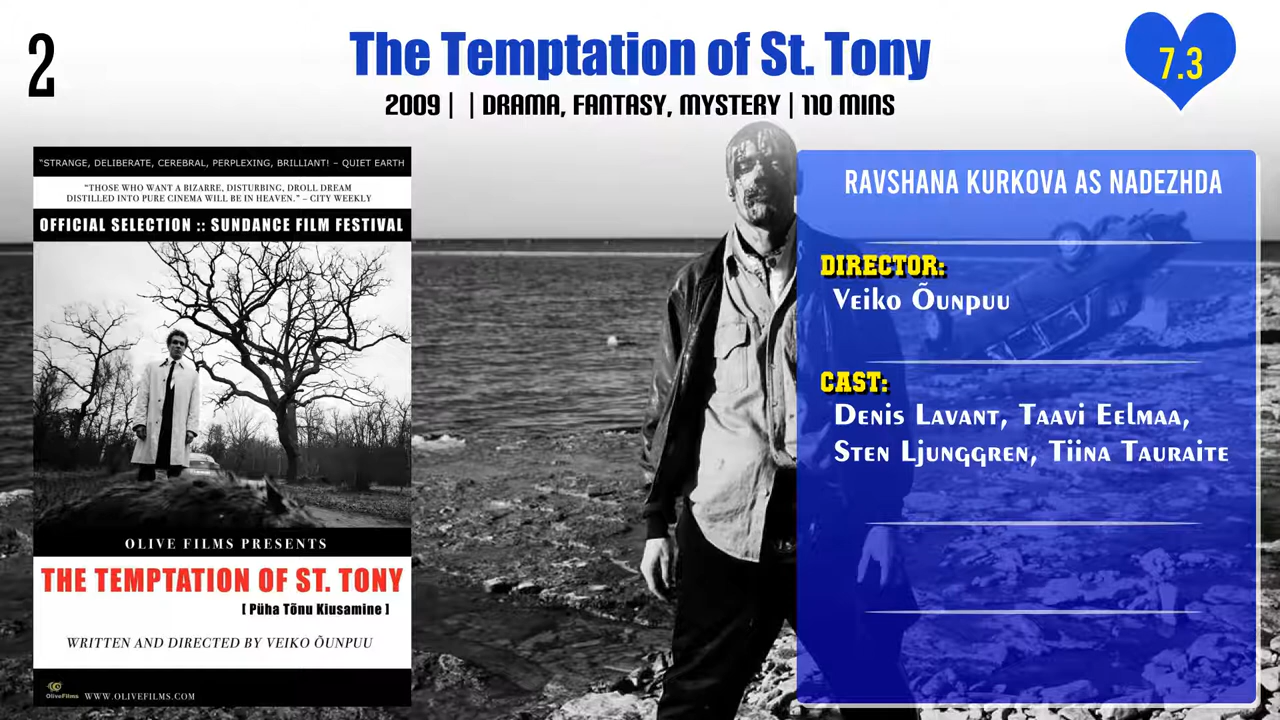 2
The Temptation of St. Tony
2009 | | DRAMA, FANTASY, MYSTERY | 110 MINS
7.3
"STRANGE, DELIBERATE, CEREBRAL, PERPLEXING, BRILLIANT! – QUIET EARTH
"THOSE WHO WANT A BIZARRE, DISTURBING, DROLL DREAM
DISTILLED INTO PURE CINEMA WILL BE IN HEAVEN." – CITY WEEKLY
OFFICIAL SELECTION :: SUNDANCE FILM FESTIVAL
OLIVE FILMS PRESENTS
THE TEMPTATION OF ST. TONY
[ Püha Tõnu Kiusamine ]
WRITTEN AND DIRECTED BY VEIKO ÕUNPUU
OliveFilms
WWW.OLIVEFILMS.COM
RAVSHANA KURKOVA AS NADEZHDA
DIRECTOR:
Veiko Õunpuu
CAST:
Denis Lavant, Taavi Eelmaa,
Sten Ljunggren, Tiina Tauraite